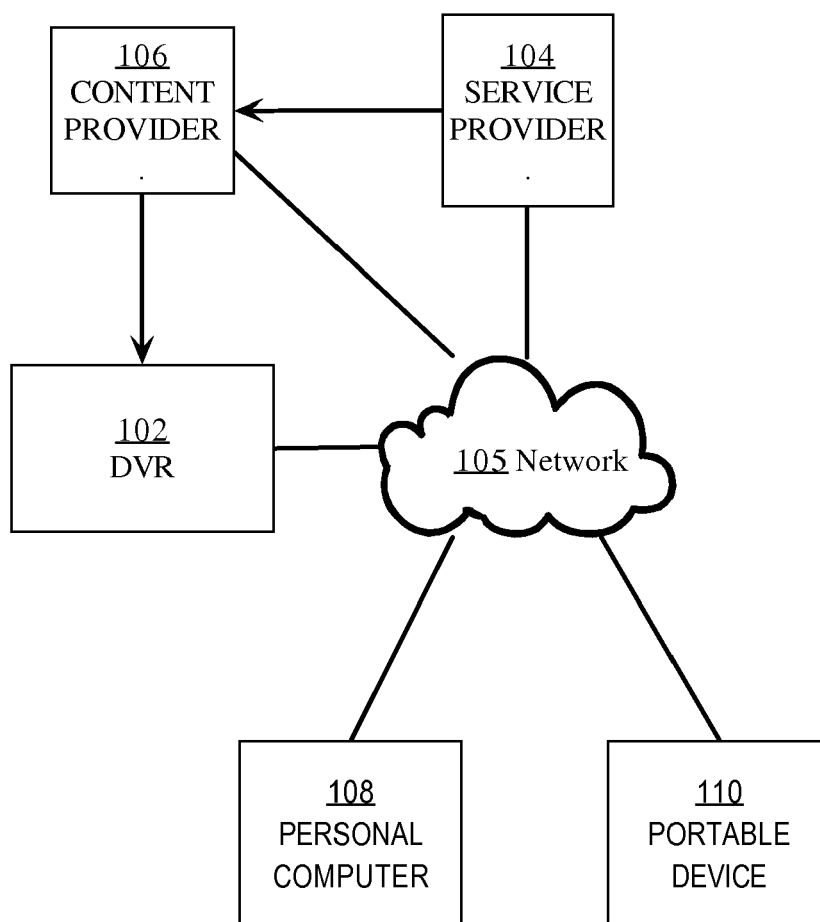 106
CONTENT
PROVIDER
.
104
SERVICE
PROVIDER
.
102
DVR
105 Network
108
PERSONAL
COMPUTER
110
PORTABLE
DEVICE